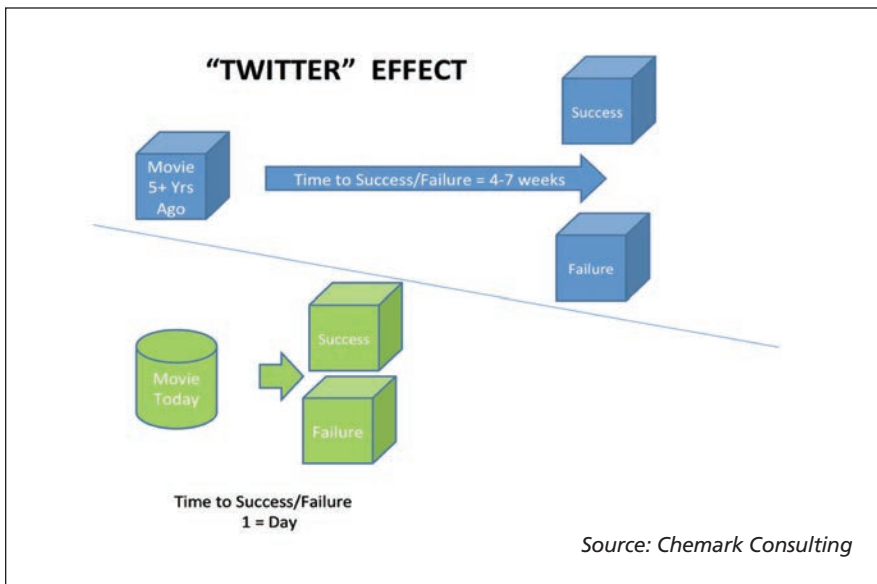 “TWITTER” EFFECT
Success
Movie
5+ Yrs
Ago
Time to Success/Failure = 4-7 weeks
Failure
Success
Movie
Today
Failure
Time to Success/Failure
1 = Day
Source: Chemark Consulting